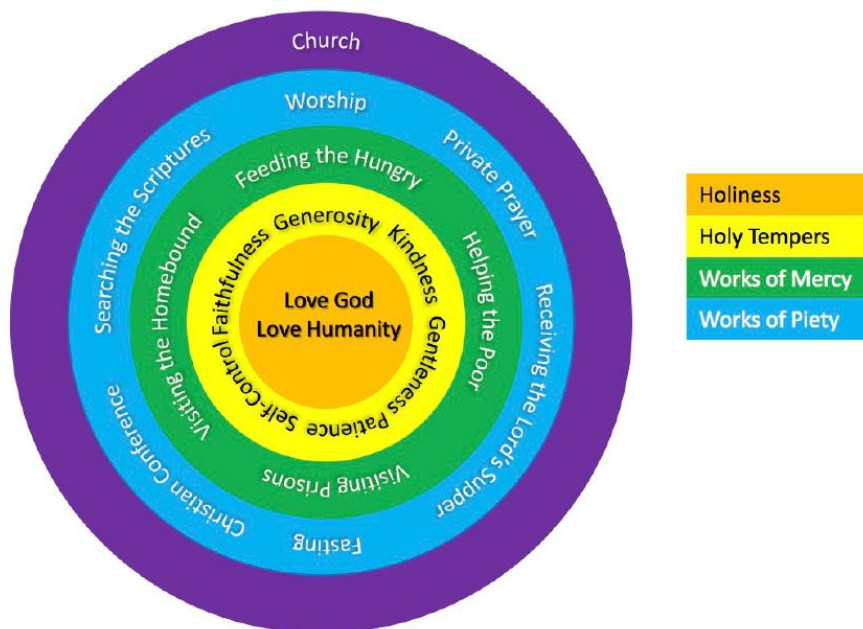 Church
Worship
Private Prayer
Receiving the Lord's Supper
Fasting
Christian Conference
Searching the Scriptures
Feeding the Hungry
Helping the Poor
Visiting Prisons
Visiting the Homebound
Generosity
Kindness
Gentleness
Patience
Self-Control
Faithfulness
Love God
Love Humanity
Holiness
Holy Tempers
Works of Mercy
Works of Piety